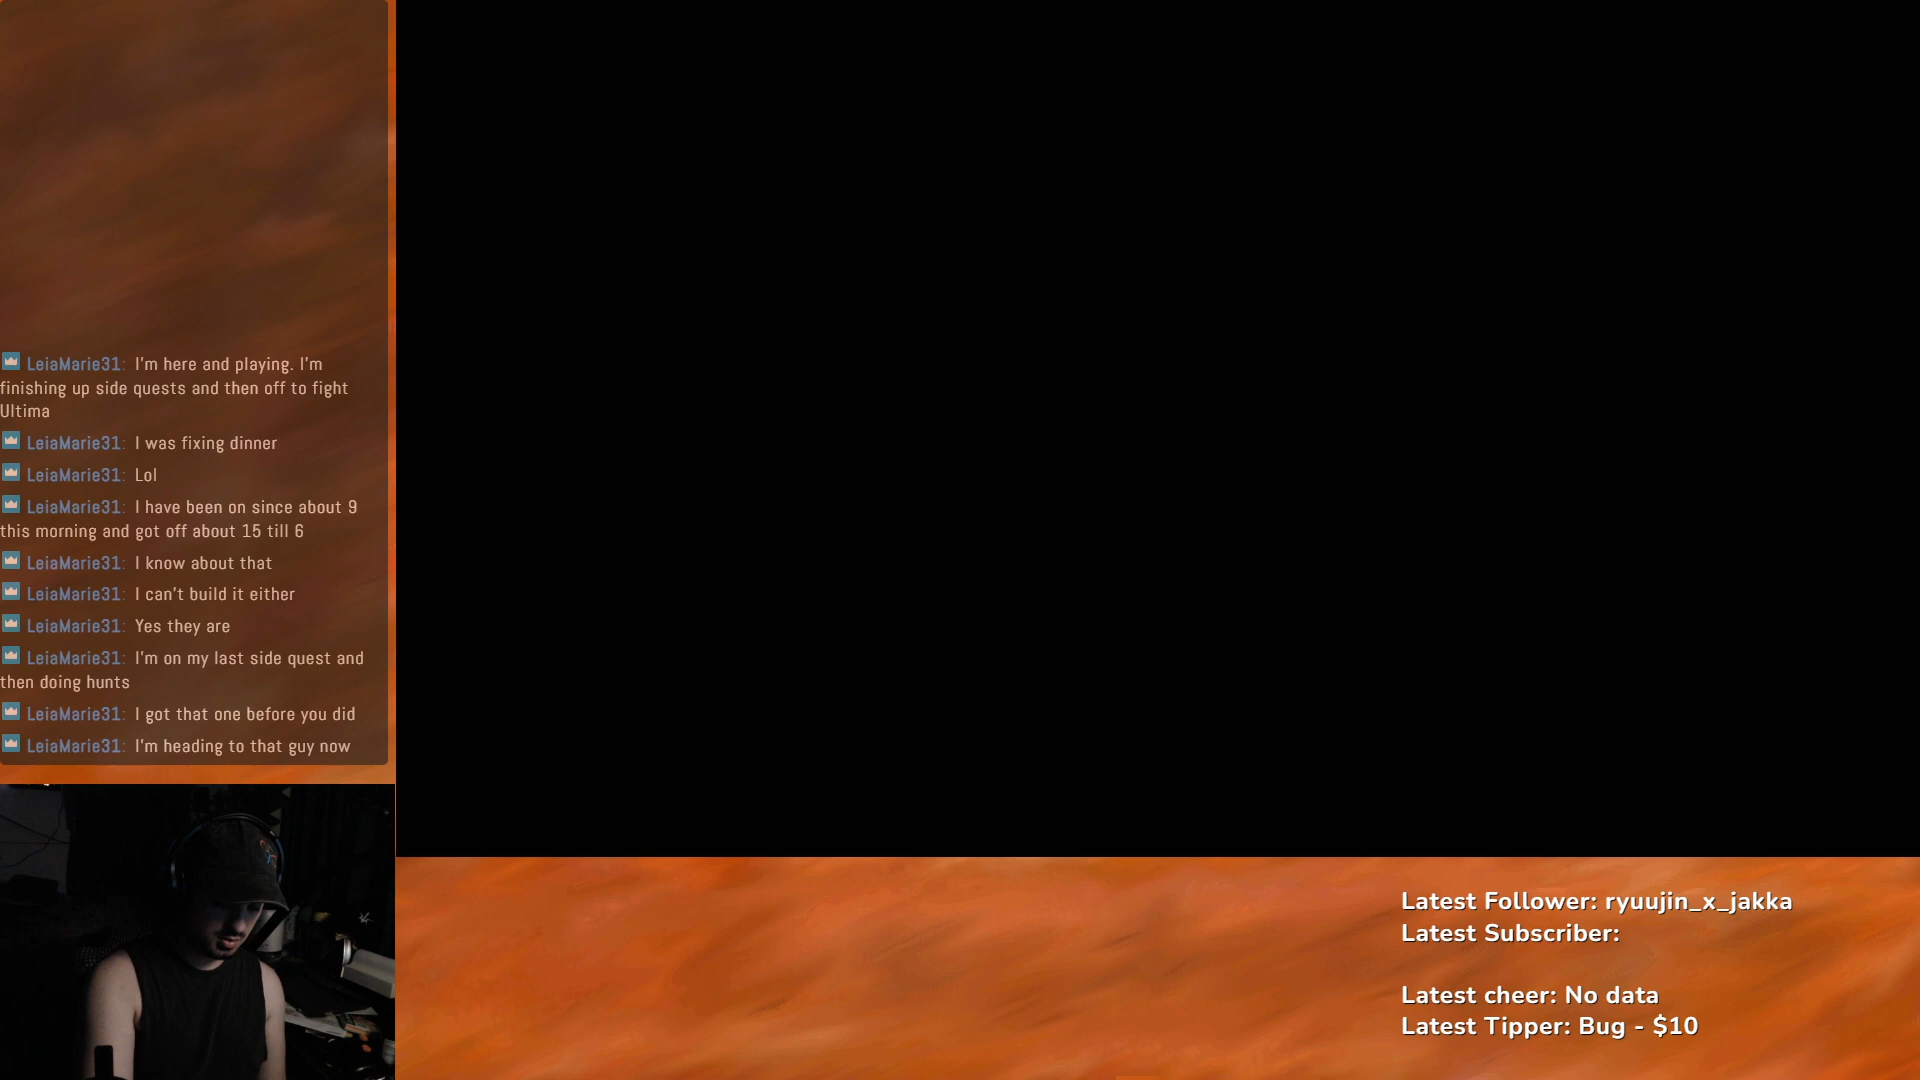 LeiaMarie31: I'm here and playing. I'm
finishing up side quests and then off to fight
Ultima
LeiaMarie31: I was fixing dinner
LeiaMarie31: Lol
LeiaMarie31: I have been on since about 9
this morning and got off about 15 till 6
LeiaMarie31: I know about that
LeiaMarie31: I can't build it either
LeiaMarie31: Yes they are
LeiaMarie31: I'm on my last side quest and
then doing hunts
LeiaMarie31: I got that one before you did
LeiaMarie31: I'm heading to that guy now
Latest Follower: ryuujin_x_jakka
Latest Subscriber:
Latest cheer: No data
Latest Tipper: Bug - $10